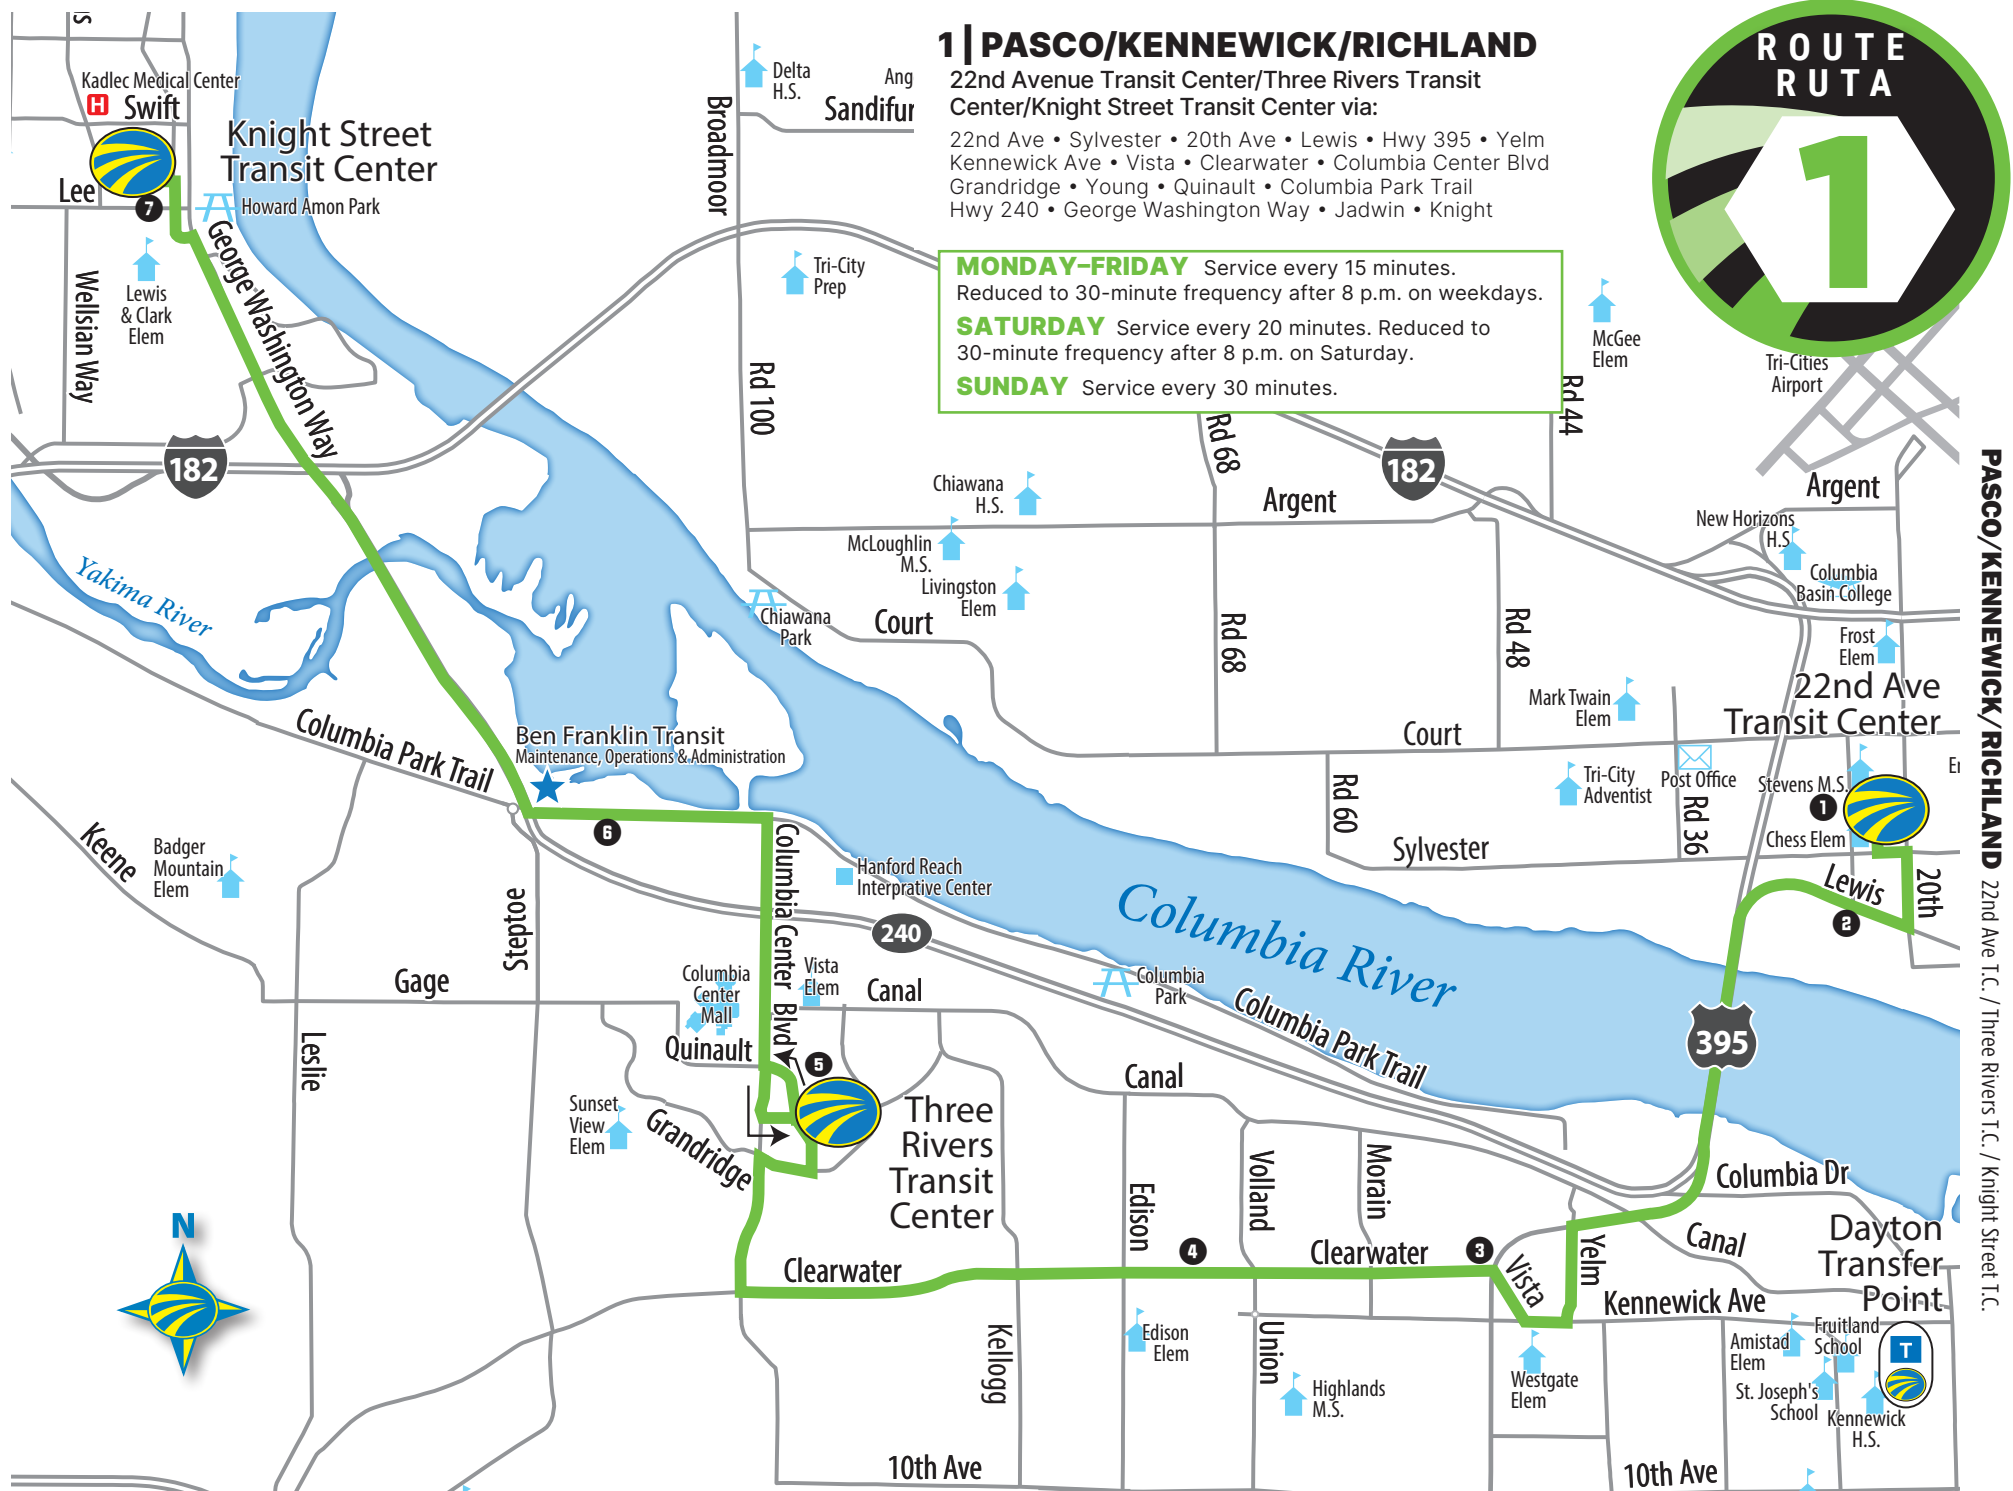 1 | PASCO/KENNEWICK/RICHLAND
22nd Avenue Transit Center/Three Rivers Transit
Center/Knight Street Transit Center via:
22nd Ave • Sylvester • 20th Ave • Lewis • Hwy 395 • Yelm
Kennewick Ave • Vista • Clearwater • Columbia Center Blvd
Grandridge • Young • Quinault • Columbia Park Trail
Hwy 240 • George Washington Way • Jadwin • Knight
MONDAY–FRIDAY Service every 15 minutes.
Reduced to 30-minute frequency after 8 p.m. on weekdays.
SATURDAY Service every 20 minutes. Reduced to
30-minute frequency after 8 p.m. on Saturday.
SUNDAY Service every 30 minutes.
ROUTE
RUTA
1
Kadlec Medical Center
H
Swift
Knight Street
Transit Center
Lee
7
Howard Amon Park
George Washington Way
Wellsian Way
Lewis
& Clark
Elem
182
Yakima River
Broadmoor
Delta
H.S.
Ang
Sandifur
Tri-City
Prep
Rd 100
McGee
Elem
Rd 44
Tri-Cities
Airport
Rd 68
182
Argent
Argent
Chiawana
H.S.
McLoughlin
M.S.
Livingston
Elem
New Horizons
H.S.
Columbia
Basin College
Chiawana
Park
Court
Rd 68
Rd 48
Frost
Elem
22nd Ave
Transit Center
Mark Twain
Elem
Court
Columbia Park Trail
Ben Franklin Transit
Maintenance, Operations & Administration
Tri-City
Adventist
Post Office
Rd 36
Stevens M.S.
1
Chess Elem
Er
Rd 60
Sylvester
Lewis
2
20th
Keene
Badger
Mountain
Elem
6
Columbia Center Blvd
Hanford Reach
Interprative Center
Steptoe
240
Columbia River
Gage
Columbia
Center
Mall
Vista
Elem
Canal
Columbia
Park
Columbia Park Trail
395
Leslie
Quinault
5
Canal
Sunset
View
Elem
Grandridge
Three
Rivers
Transit
Center
Edison
Volland
Morain
Columbia Dr
Canal
Dayton
Transfer
Point
N
Clearwater
4
Clearwater
3
Vista
Yelm
Kennewick Ave
Kellogg
Edison
Elem
Union
Highlands
M.S.
Westgate
Elem
Amistad
Elem
Fruitland
School
T
St. Joseph's
School
Kennewick
H.S.
10th Ave
10th Ave
PASCO/KENNEWICK/RICHLAND 22nd Ave T.C. / Three Rivers T.C. / Knight Street T.C.